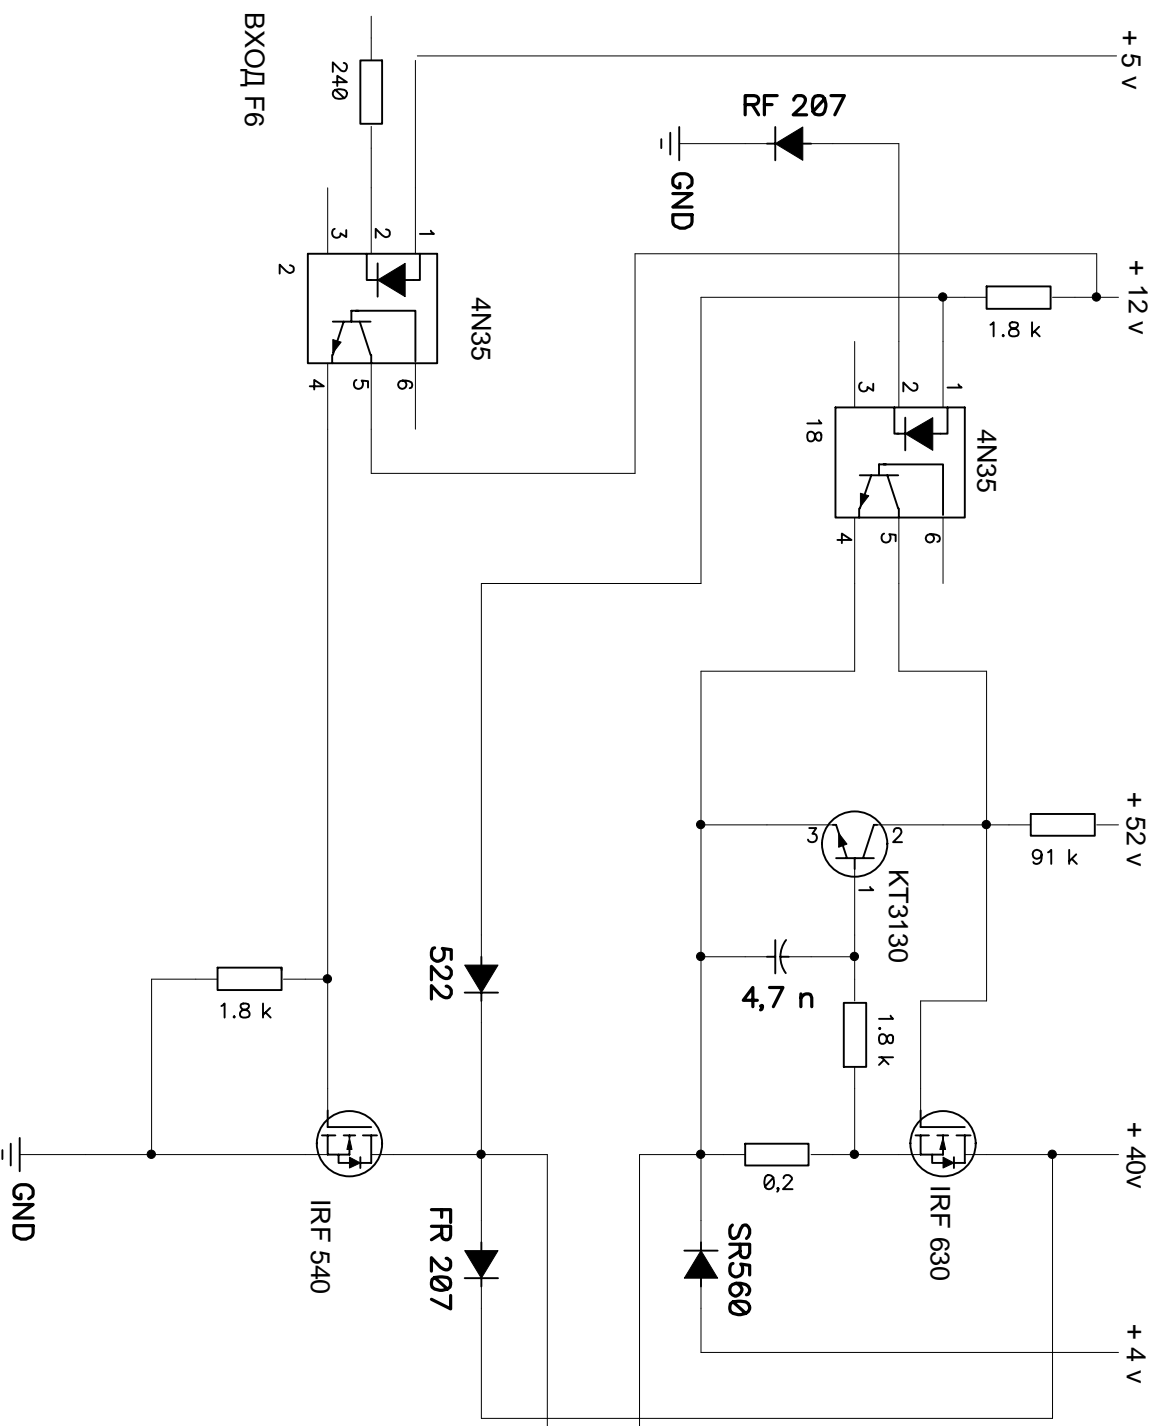 + 5 v
+ 12 v
+ 52 v
+ 40v
+ 4 v
RF 207
GND
1.8 k
91 k
240
ВХОД F6
1
2
3
2
4N35
4
5
6
1
2
3
18
4N35
4
5
6
3
2
1
KT3130
4,7 n
1.8 k
0,2
IRF 630
SR560
522
FR 207
1.8 k
IRF 540
GND